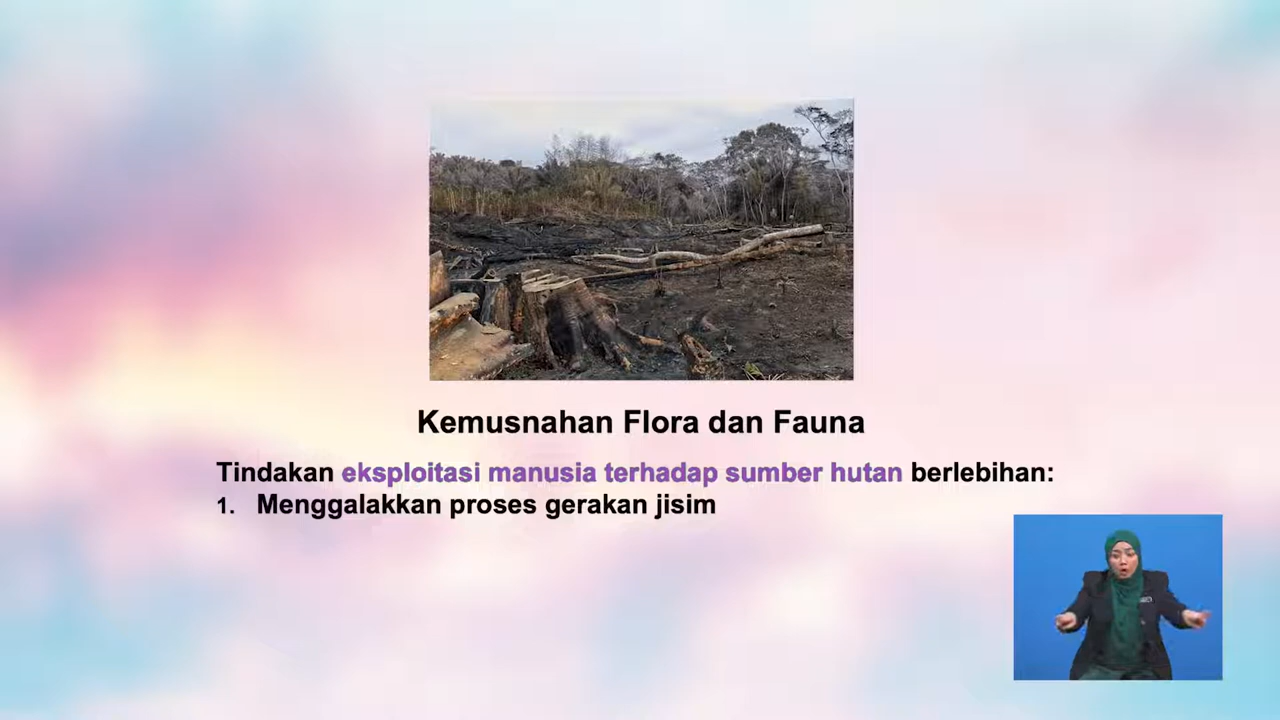 Kemusnahan Flora dan Fauna
Tindakan eksploitasi manusia terhadap sumber hutan berlebihan:
1. Menggalakkan proses gerakan jisim